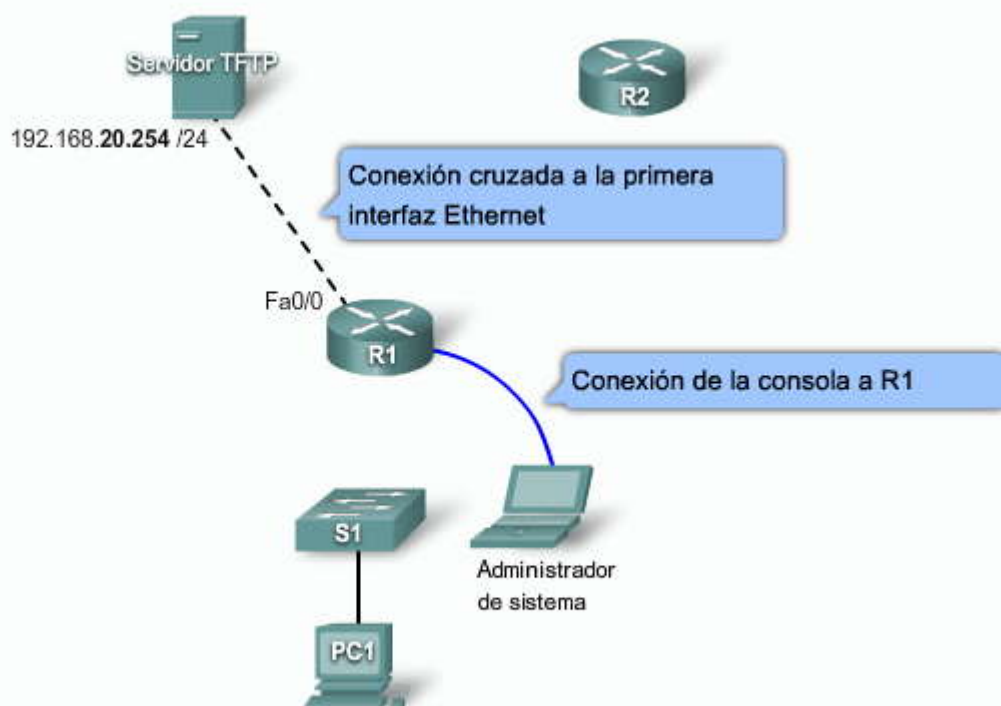 Servidor TFTP
R2
192.168.20.254 /24
Conexión cruzada a la primera
interfaz Ethernet
Fa0/0
R1
Conexión de la consola a R1
S1
Administrador
de sistema
PC1